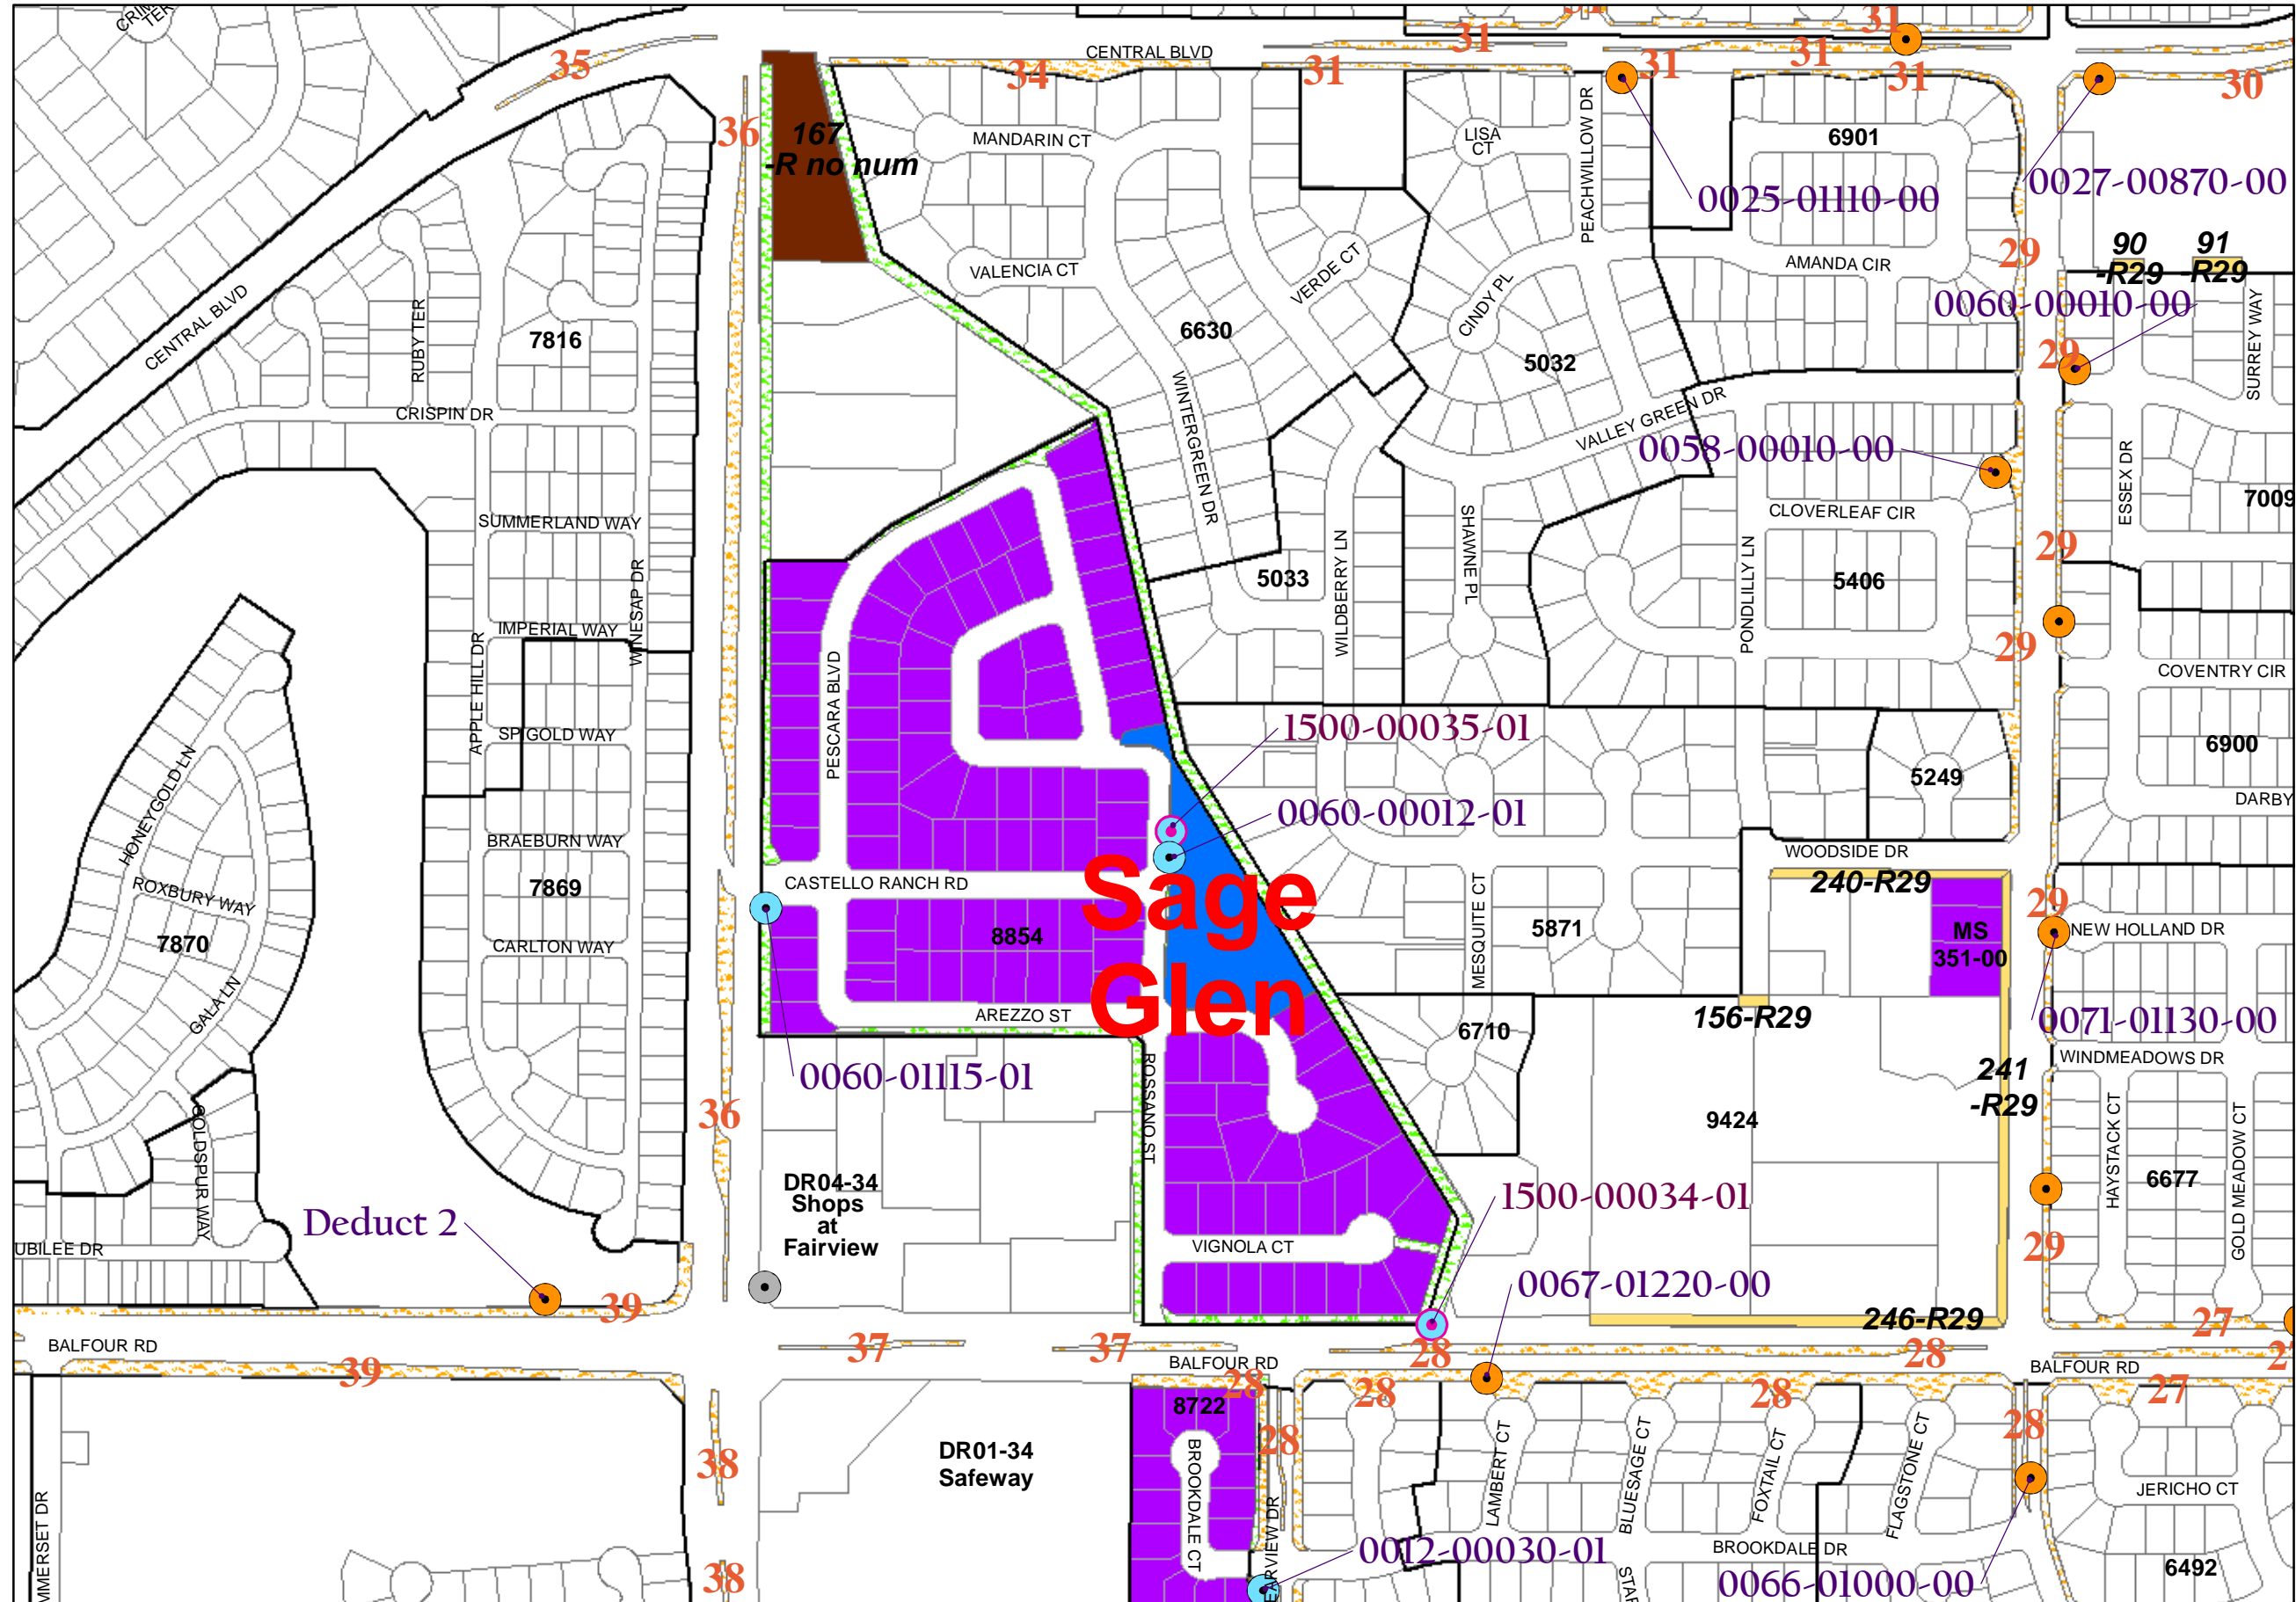 CENTRAL BLVD
31
31
31
31
31
31
31
34
35
30
36
167
-R no num
MANDARIN CT
LISA
CT
PEACHWILLOW DR
6901
0025-01110-00
0027-00870-00
90
-R29
91
-R29
29
VALENCIA CT
VERDE CT
CINDY PL
AMANDA CIR
0060-00010-00
SURREY WAY
CENTRAL BLVD
RUBY TER
7816
6630
5032
29
CRISPIN DR
WINTERGREEN DR
VALLEY GREEN DR
0058-00010-00
ESSEX DR
7009
SUMMERLAND WAY
SHAWNE PL
CLOVERLEAF CIR
29
WINESAP DR
5033
WILDBERRY LN
PONDLILLY LN
5406
IMPERIAL WAY
APPLE HILL DR
29
COVENTRY CIR
PESCARA BLVD
SPIGOLD WAY
1500-00035-01
6900
5249
HONEYGOLD LN
DARBY
0060-00012-01
BRAEBURN WAY
WOODSIDE DR
CASTELLO RANCH RD
240-R29
Sage
Glen
ROXBURY WAY
7869
MESQUITE CT
29
7870
CARLTON WAY
8854
5871
MS
351-00
NEW HOLLAND DR
GALA LN
AREZZO ST
156-R29
0071-01130-00
6710
WINDMEADOWS DR
0060-01115-01
ROSSANO ST
241
-R29
36
9424
GOLDSPUR WAY
HAYSTACK CT
GOLD MEADOW CT
6677
DR04-34
Shops
at
Fairview
1500-00034-01
Deduct 2
VIGNOLA CT
29
UBILEE DR
0067-01220-00
39
246-R29
27
BALFOUR RD
37
37
28
28
27
BALFOUR RD
BALFOUR RD
39
28
28
28
27
8722
28
28
DR01-34
Safeway
38
BROOKDALE CT
LAMBERT CT
BLUESAGE CT
FOXTAIL CT
FLAGSTONE CT
JERICHO CT
MMERSET DR
EARVIEW DR
0012-00030-01
BROOKDALE DR
38
STAR
0066-01000-00
6492